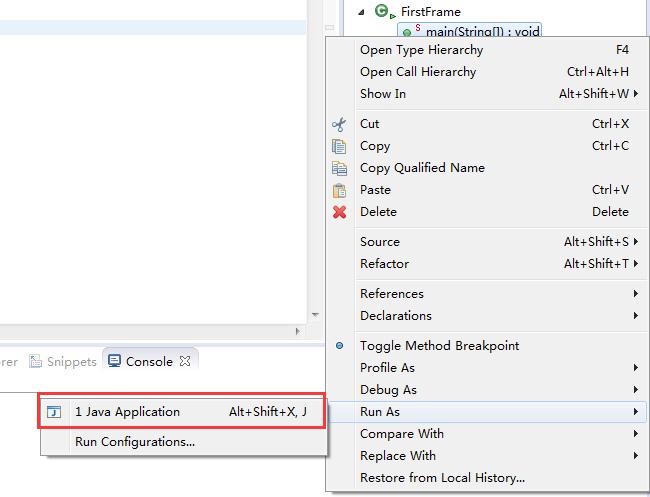 FirstFrame
main(String[]) : void
Open Type Hierarchy F4
Open Call Hierarchy Ctrl+Alt+H
Show In Alt+Shift+W
Cut Ctrl+X
Copy Ctrl+C
Copy Qualified Name
Paste Ctrl+V
Delete Delete
Source Alt+Shift+S
Refactor Alt+Shift+T
References
Declarations
Toggle Method Breakpoint
Profile As
Debug As
Run As
Compare With
Replace With
Restore from Local History...
rer Snippets Console
1 Java Application Alt+Shift+X, J
Run Configurations...